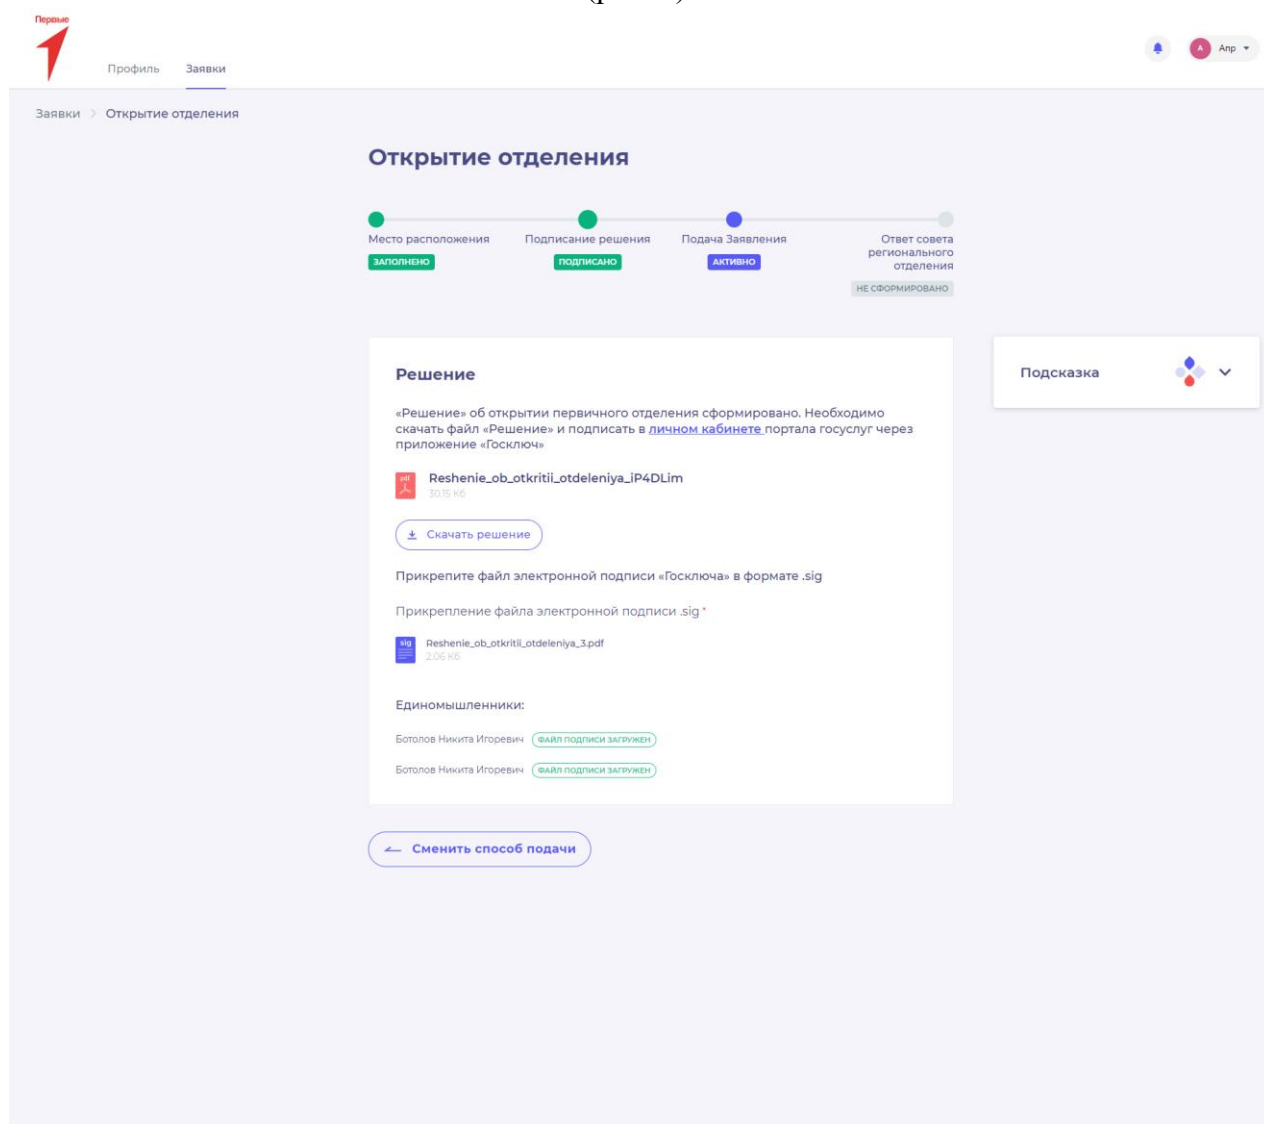 Первые
A Апр
Профиль Заявки
Заявки > Открытие отделения
Открытие отделения
Место расположения
ЗАПОЛНЕНО
Подписание решения
ПОДПИСАНО
Подача Заявления
АКТИВНО
Ответ совета
регионального
отделения
НЕ СФОРМИРОВАНО
Решение
«Решение» об открытии первичного отделения сформировано. Необходимо
скачать файл «Решение» и подписать в личном кабинете портала госуслуг через
приложение «Госключ»
pdf
Reshenie_ob_otkritii_otdeleniya_iP4DLim
30.15 Кб
Скачать решение
Прикрепите файл электронной подписи «Госключа» в формате .sig
Прикрепление файла электронной подписи .sig *
sig
Reshenie_ob_otkritii_otdeleniya_3.pdf
2.06 Кб
Единомышленники:
Ботолов Никита Игоревич ФАЙЛ ПОДПИСИ ЗАГРУЖЕН
Ботолов Никита Игоревич ФАЙЛ ПОДПИСИ ЗАГРУЖЕН
Сменить способ подачи
Подсказка